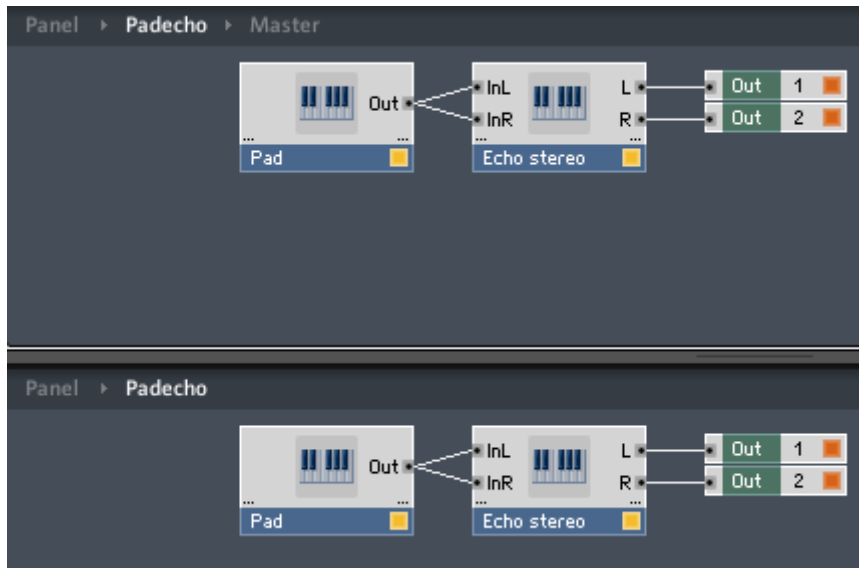 Panel Padecho Master
InL L Out 1
Out
InR R Out 2
... ... ... ...
Pad Echo stereo
Panel Padecho
InL L Out 1
Out
InR R Out 2
... ... ... ...
Pad Echo stereo